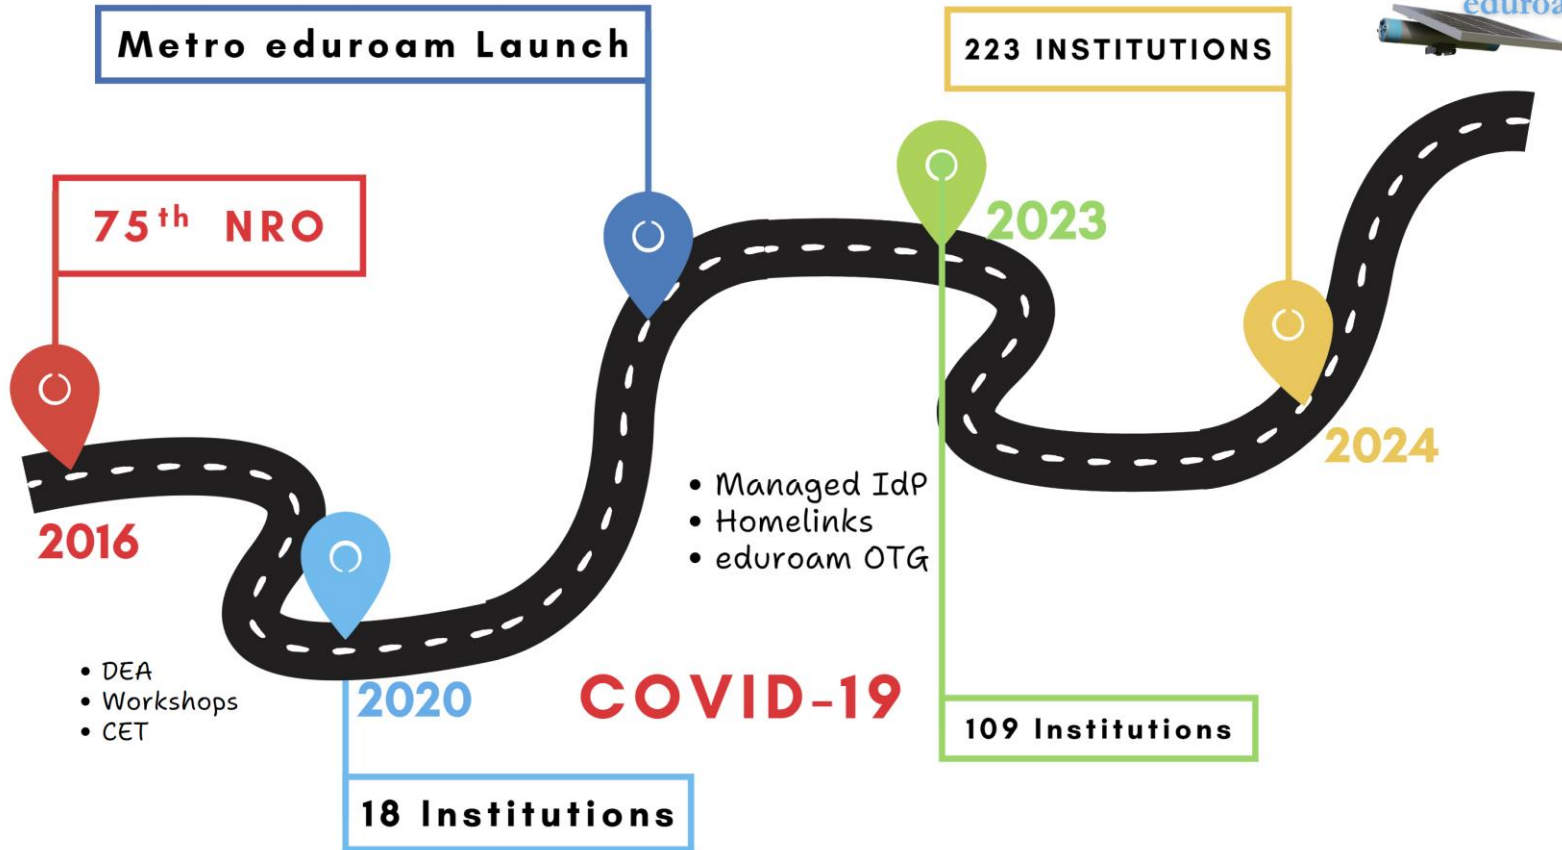 Metro eduroam Launch
223 INSTITUTIONS
75th NRO
2023
2024
2016
• Managed IdP
• Homelinks
• eduroam OTG
• DEA
• Workshops
• CET
2020
COVID-19
109 Institutions
18 Institutions